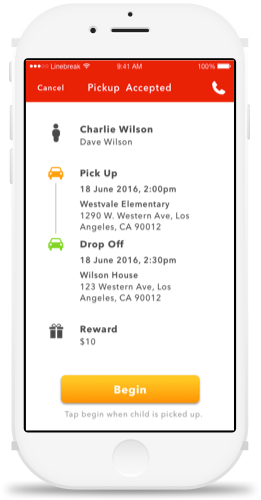 ●●●○○ Linebreak 9:41 AM 100%
Cancel Pickup Accepted
Charlie Wilson
Dave Wilson
Pick Up
18 June 2016, 2:00pm
Westvale Elementary
1290 W. Western Ave, Los
Angeles, CA 90012
Drop Off
18 June 2016, 2:30pm
Wilson House
123 Western Ave, Los
Angeles, CA 90012
Reward
$10
Begin
Tap begin when child is picked up.